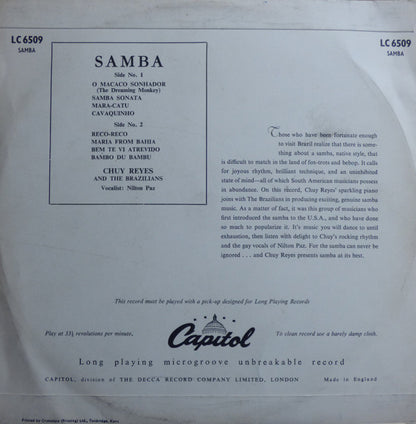 LC 6509
SAMBA
LC 6509
SAMBA
SAMBA
Side No. 1
O MACACO SONHADOR
(The Dreaming Monkey)
SAMBA SONATA
MARA-CATU
CAVAQUINHO
Side No. 2
RECO-RECO
MARIA FROM BAHIA
BEM TE VI ATREVIDO
BAMBO DU BAMBU
CHUY REYES
AND THE BRAZILIANS
Vocalist: Nilton Paz
Those who have been fortunate enough
to visit Brazil realize that there is some-
thing about a samba, native style, that
is difficult to match in the land of fox-trots and bebop. It calls
for joyous rhythm, brilliant technique, and an uninhibited
state of mind—all of which South American musicians possess
in abundance. On this record, Chuy Reyes' sparkling piano
joins with The Brazilians in producing exciting, genuine samba
music. As a matter of fact, it was this group of musicians who
first introduced the samba to the U.S.A., and who have done
so much to popularize it. It's music you will dance to until
exhaustion, then listen with delight to Chuy's rocking rhythm
and the gay vocals of Nilton Paz. For the samba can never be
ignored . . . and Chuy Reyes presents samba at its best.
This record must be played with a pick-up designed for Long Playing Records
Play at 33⅓ revolutions per minute.
Capitol
To clean record use a barely damp cloth.
Long playing microgroove unbreakable record
CAPITOL, division of THE DECCA RECORD COMPANY LIMITED, LONDON
Made in England
Printed by Crossway (Printing) Ltd., Tonbridge, Kent